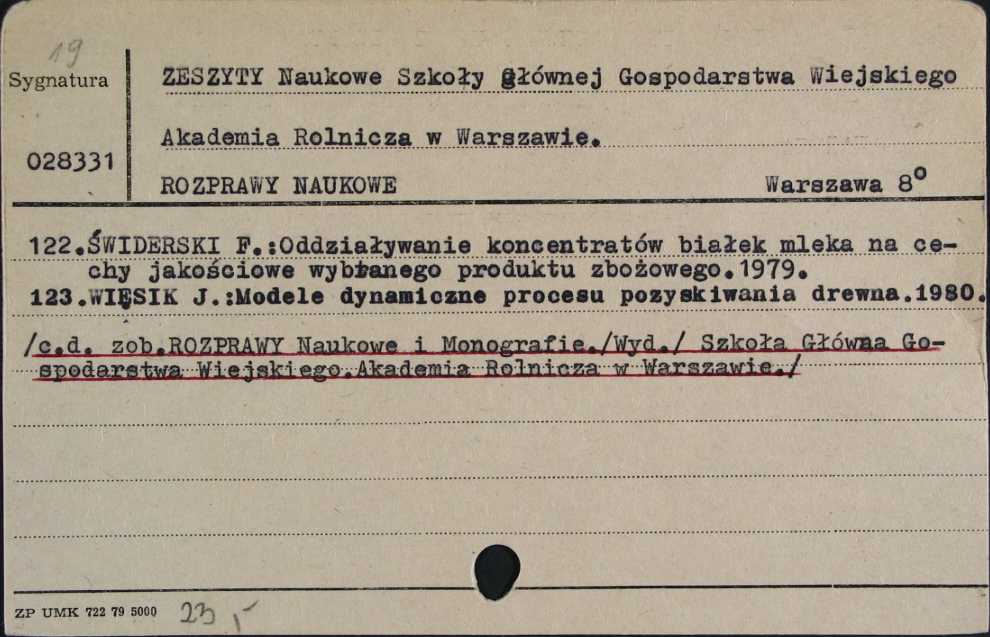 19
Sygnatura
ZESZYTY Naukowe Szkoły Głównej Gospodarstwa Wiejskiego
Akademia Rolnicza w Warszawie.
028331
ROZPRAWY NAUKOWE Warszawa 8°
122.ŚWIDERSKI F.:Oddziaływanie koncentratów białek mleka na ce-
chy jakościowe wybranego produktu zbożowego.1979.
123.WIĘSIK J.:Modele dynamiczne procesu pozyskiwania drewna.1980.
/c.d. zob.ROZPRAWY Naukowe i Monografie./Wyd./ Szkoła Główna Go-
spodarstwa Wiejskiego.Akademia Rolnicza w Warszawie./
ZP UMK 722 79 5000 23,-